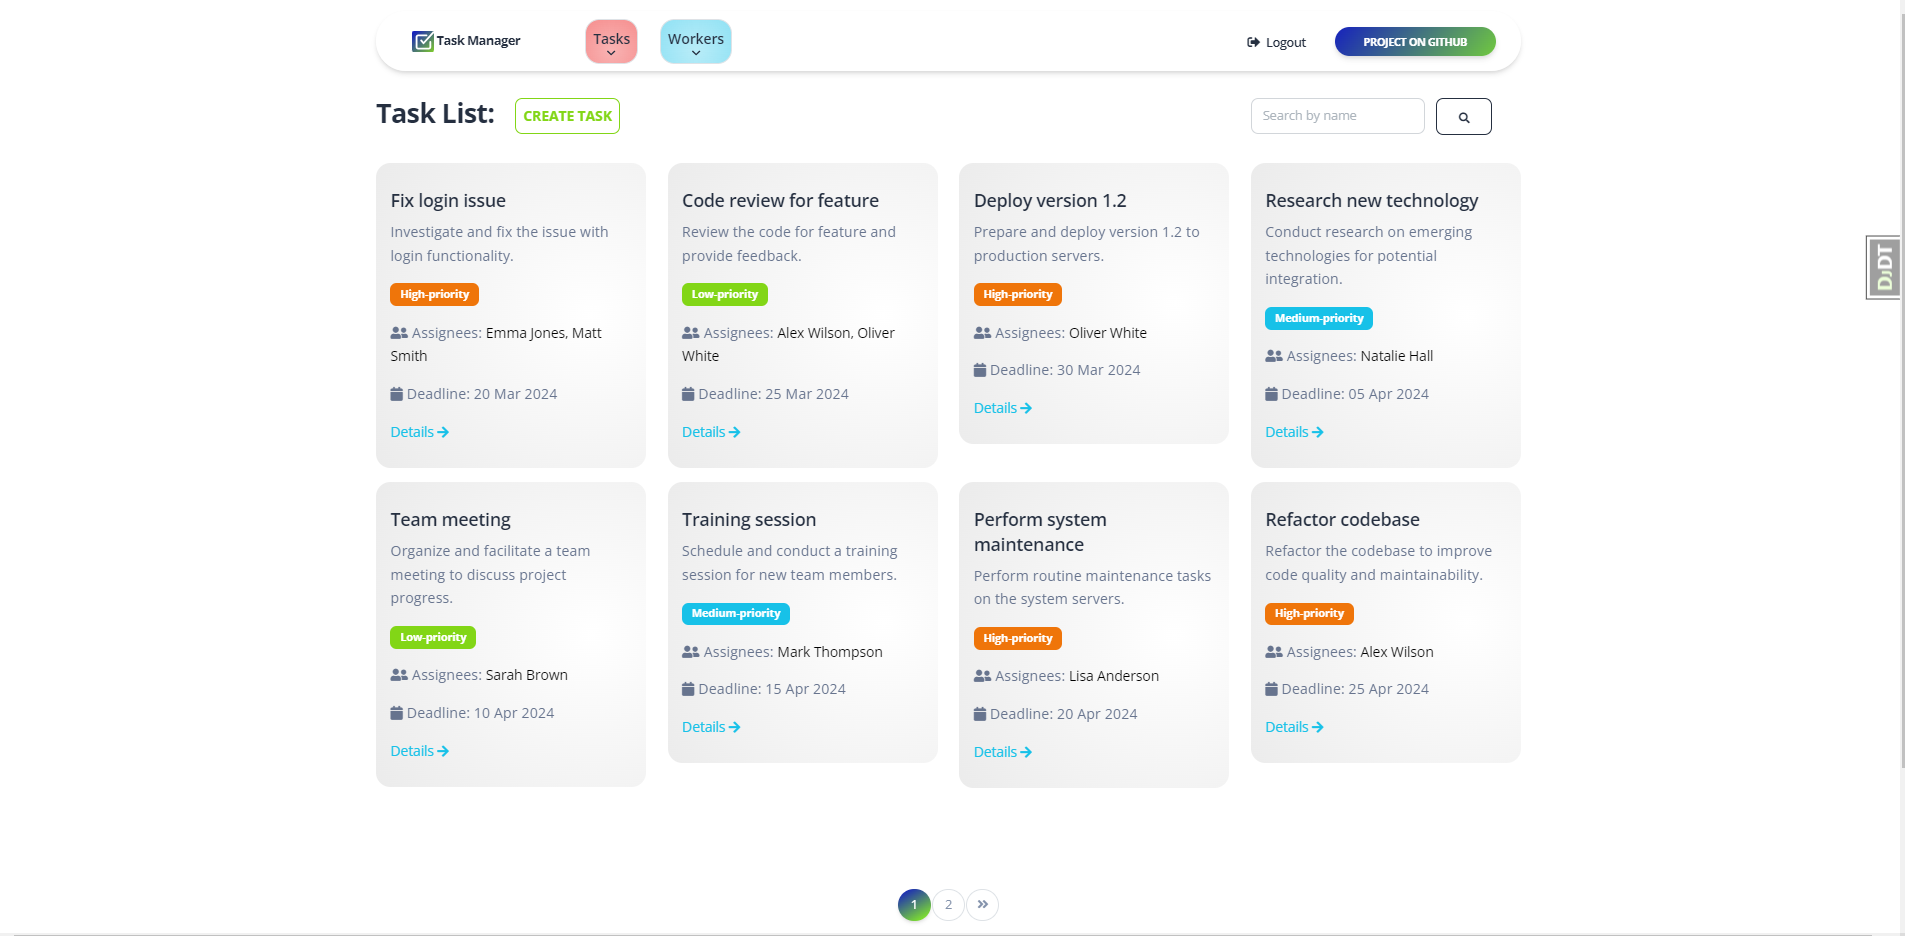 Task Manager
Tasks
Workers
Logout
PROJECT ON GITHUB
Task List:
CREATE TASK
Search by name
Fix login issue
Investigate and fix the issue with
login functionality.
High-priority
Assignees: Emma Jones, Matt
Smith
Deadline: 20 Mar 2024
Details
Code review for feature
Review the code for feature and
provide feedback.
Low-priority
Assignees: Alex Wilson, Oliver
White
Deadline: 25 Mar 2024
Details
Deploy version 1.2
Prepare and deploy version 1.2 to
production servers.
High-priority
Assignees: Oliver White
Deadline: 30 Mar 2024
Details
Research new technology
Conduct research on emerging
technologies for potential
integration.
Medium-priority
Assignees: Natalie Hall
Deadline: 05 Apr 2024
Details
DJDT
Team meeting
Organize and facilitate a team
meeting to discuss project
progress.
Low-priority
Assignees: Sarah Brown
Deadline: 10 Apr 2024
Details
Training session
Schedule and conduct a training
session for new team members.
Medium-priority
Assignees: Mark Thompson
Deadline: 15 Apr 2024
Details
Perform system
maintenance
Perform routine maintenance tasks
on the system servers.
High-priority
Assignees: Lisa Anderson
Deadline: 20 Apr 2024
Details
Refactor codebase
Refactor the codebase to improve
code quality and maintainability.
High-priority
Assignees: Alex Wilson
Deadline: 25 Apr 2024
Details
1
2
»